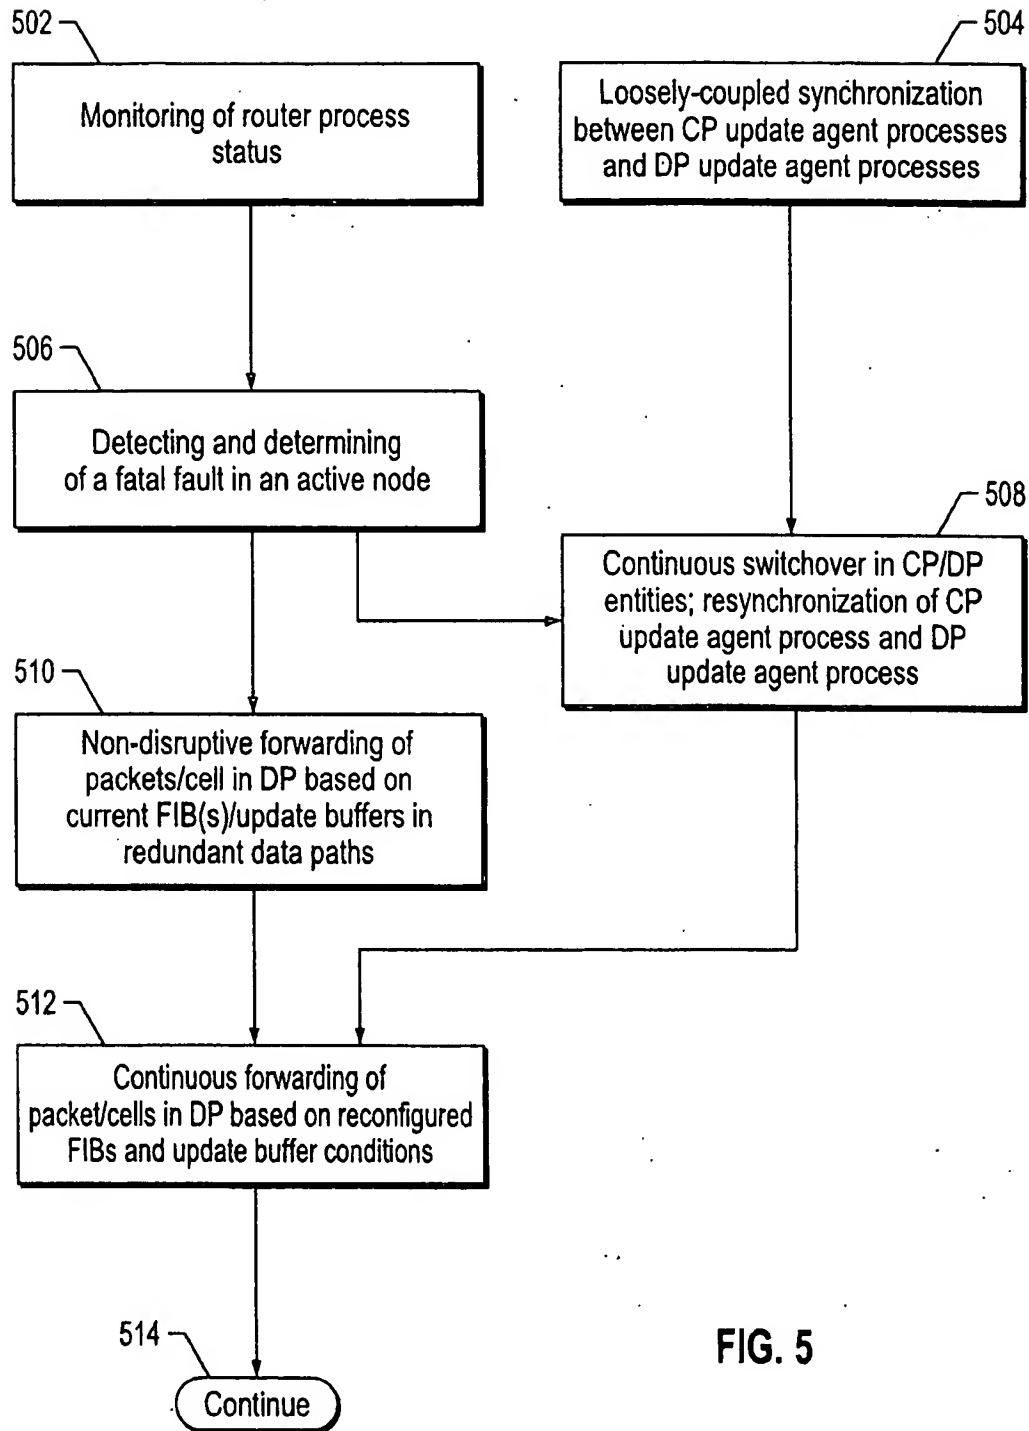 502
Monitoring of router process
status
504
Loosely-coupled synchronization
between CP update agent processes
and DP update agent processes
506
Detecting and determining
of a fatal fault in an active node
508
Continuous switchover in CP/DP
entities; resynchronization of CP
update agent process and DP
update agent process
510
Non-disruptive forwarding of
packets/cell in DP based on
current FIB(s)/update buffers in
redundant data paths
512
Continuous forwarding of
packet/cells in DP based on reconfigured
FIBs and update buffer conditions
514
Continue
FIG. 5